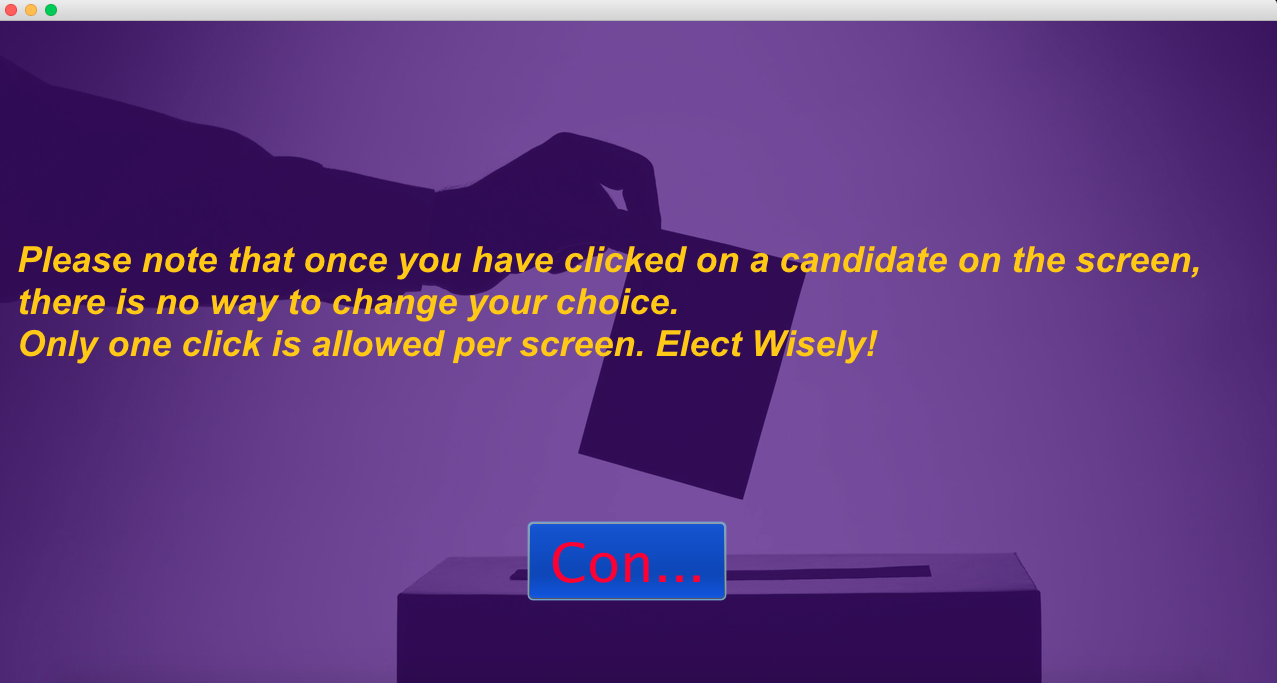 Please note that once you have clicked on a candidate on the screen,
there is no way to change your choice.
Only one click is allowed per screen. Elect Wisely!
Con...